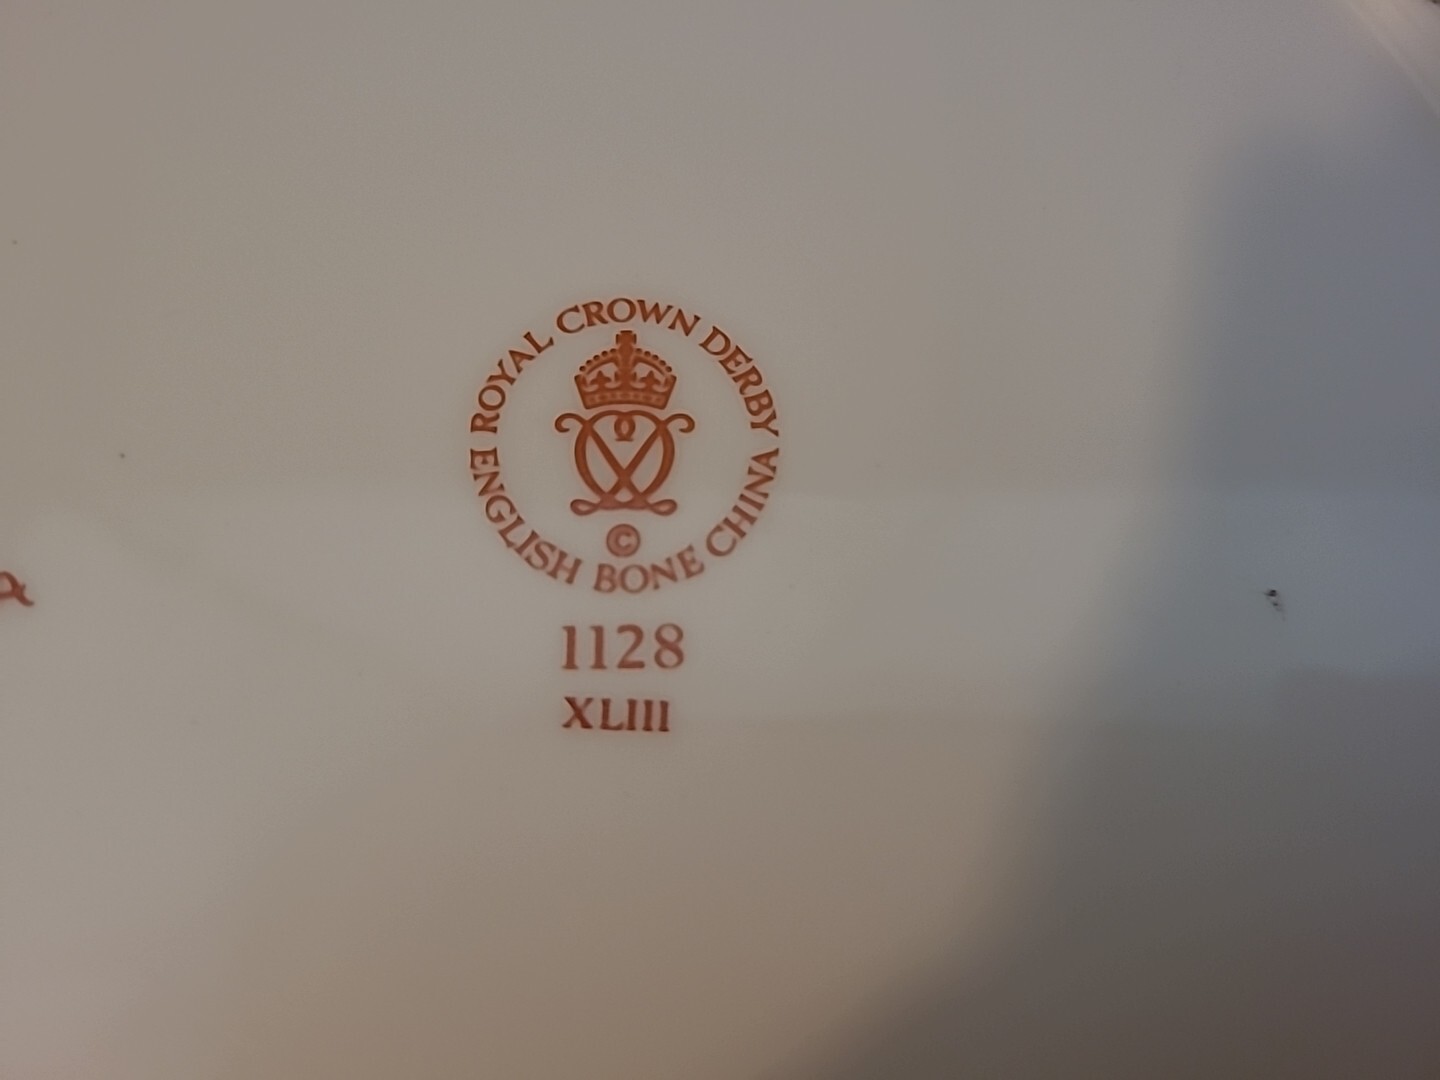 ROYAL CROWN DERBY
ENGLISH BONE CHINA
©
1128
XLIII